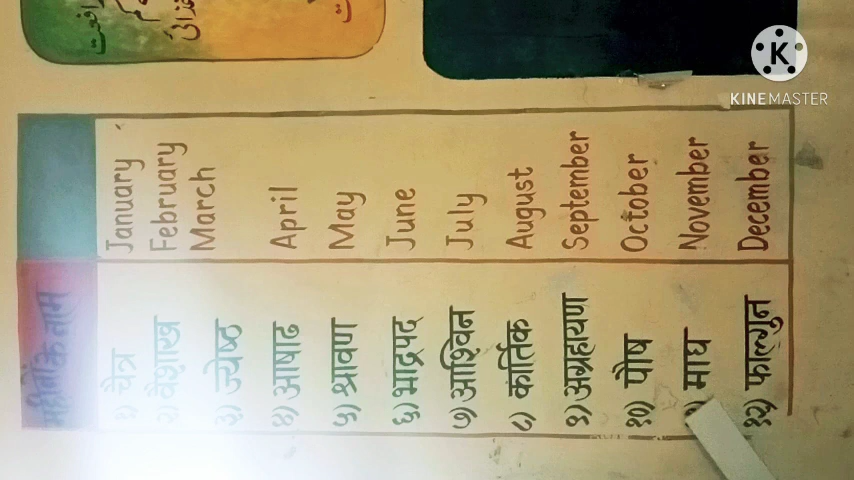 महीनों के नाम
१) चैत्र January
२) वैशाख February
३) ज्येष्ठ March
४) आषाढ April
५) श्रावण May
६) भाद्रपद June
७) आश्विन July
८) कार्तिक August
९) अग्रहायण September
१०) पौष October
माघ November
१२) फाल्गुन December
KINEMASTER